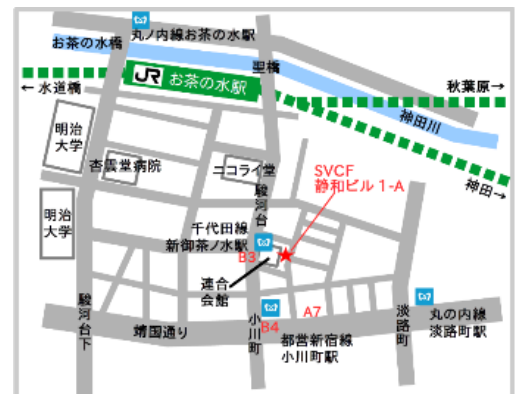 丸ノ内線お茶の水駅
お茶の水橋
聖橋
JR お茶の水駅
←水道橋
秋葉原→
神田川
明治
大学
杏雲堂病院
ニコライ堂
SVCF
静和ビル 1-A
神田→
駿河台
明治
大学
千代田線
新御茶ノ水駅
B3
連合
会館
駿河台下
靖国通り
小川町
B4
A7
都営新宿線
小川町駅
淡路町
丸の内線
淡路町駅